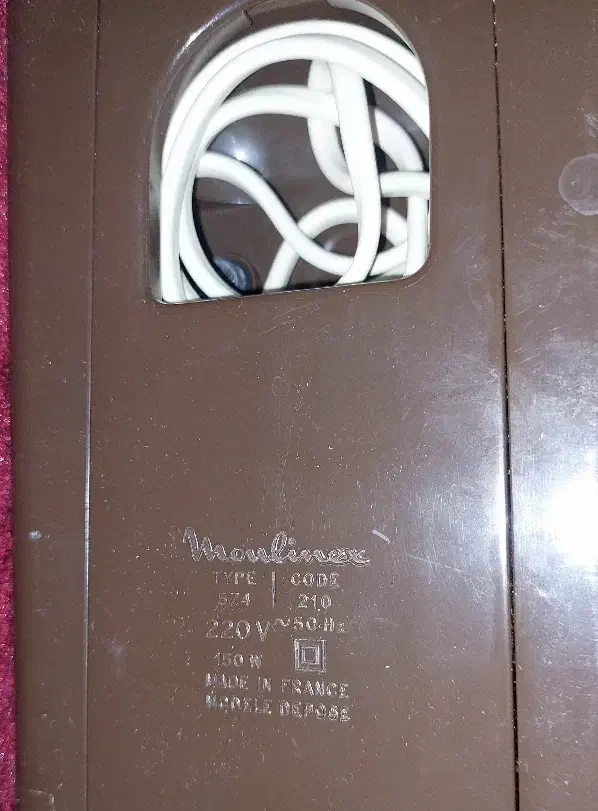 Moulinex
TYPE | CODE
574 | 210
220V~50Hz
150 W
MADE IN FRANCE
MODELE DEPOSE